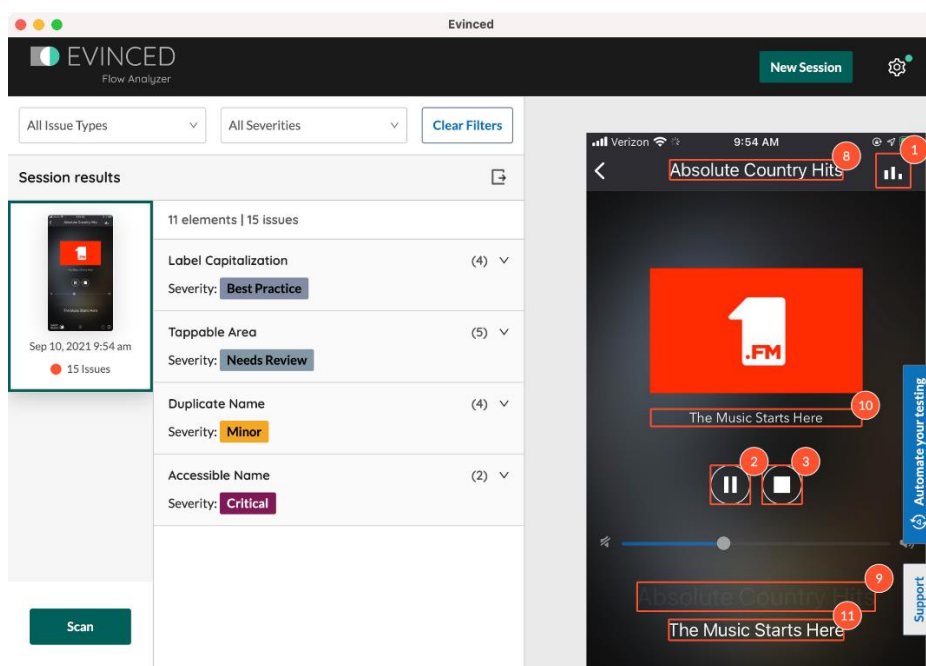 Evinced
EVINCED
Flow Analyzer
New Session
All Issue Types
All Severities
Clear Filters
Session results
Sep 10, 2021 9:54 am
15 Issues
Scan
11 elements | 15 issues
Label Capitalization (4)
Severity: Best Practice
Tappable Area (5)
Severity: Needs Review
Duplicate Name (4)
Severity: Minor
Accessible Name (2)
Severity: Critical
Verizon 9:54 AM
1
8
Absolute Country Hits
1
.FM
10
The Music Starts Here
2
3
9
Absolute Country Hits
11
The Music Starts Here
Automate your testing
Support